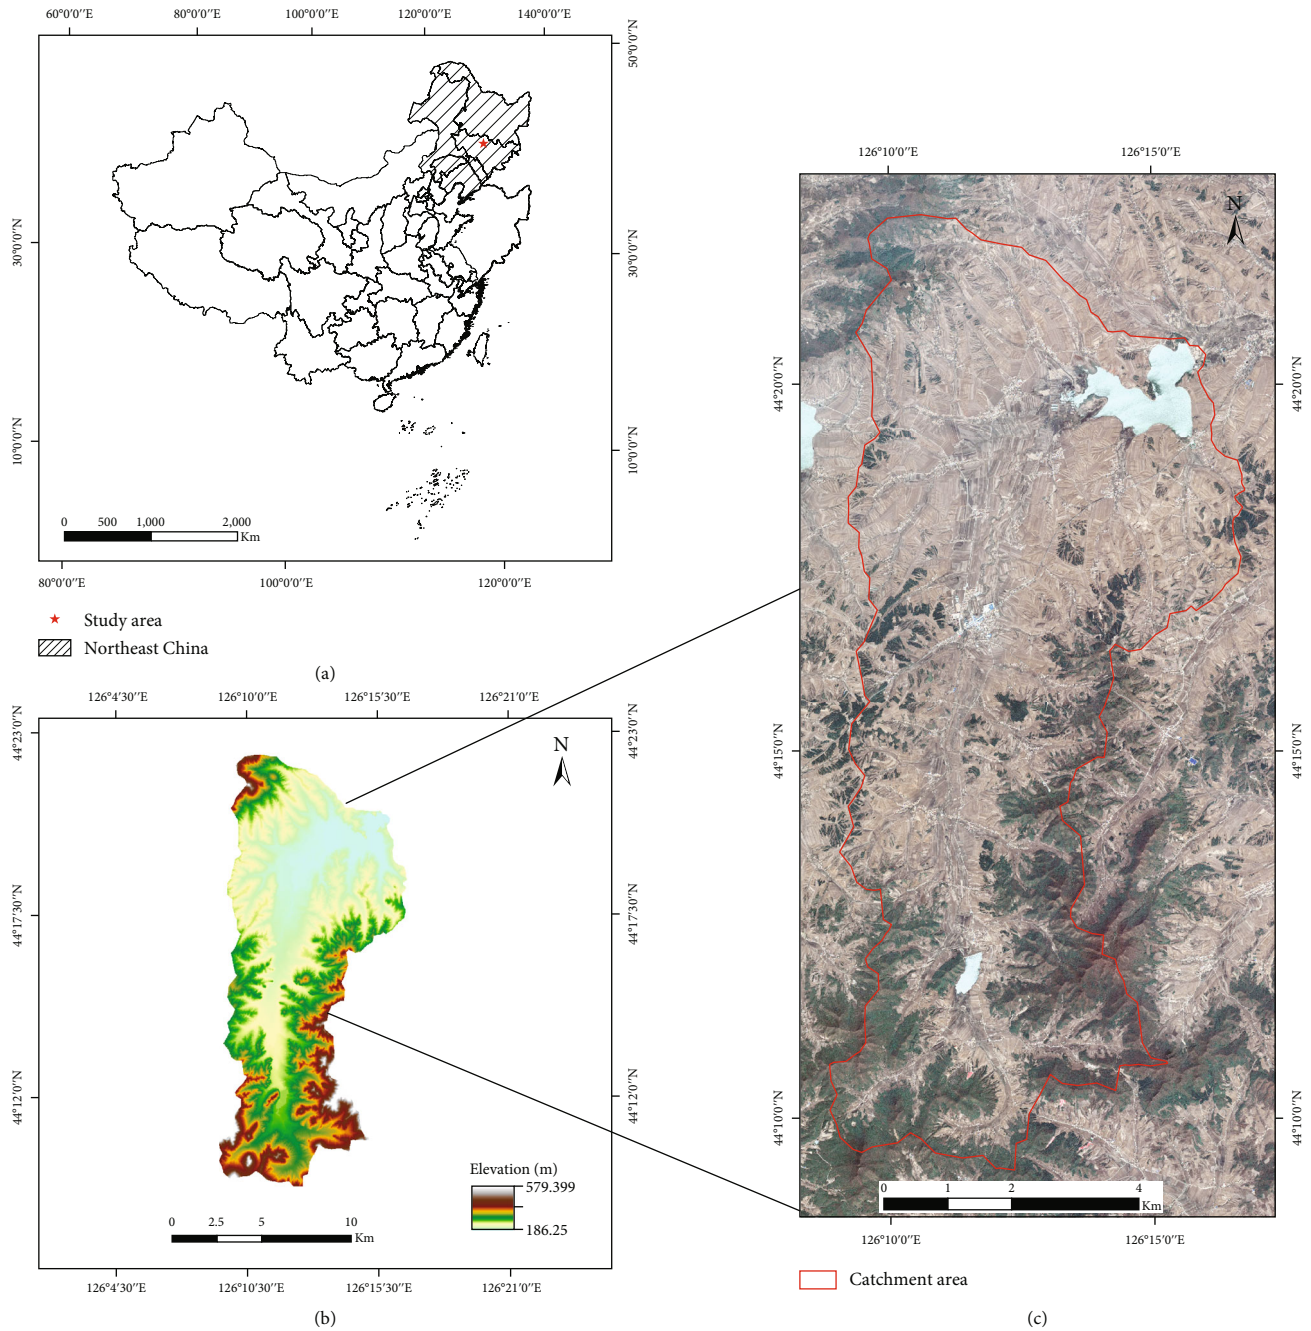 60°0'0''E 80°0'0''E 100°0'0''E 120°0'0''E 140°0'0''E
50°0'0''N
30°0'0''N 30°0'0''N
10°0'0''N 10°0'0''N
0 500 1,000 2,000
Km
80°0'0''E 100°0'0''E 120°0'0''E
Study area
Northeast China
(a)
126°4'30''E 126°10'0''E 126°15'30''E 126°21'0''E
44°23'0''N 44°23'0''N
N
44°17'30''N 44°17'30''N
44°12'0''N 44°12'0''N
Elevation (m)
579.399
186.25
0 2.5 5 10
Km
126°4'30''E 126°10'30''E 126°15'30''E 126°21'0''E
(b)
126°10'0''E 126°15'0''E
N
44°20'0''N 44°20'0''N
44°15'0''N 44°15'0''N
44°10'0''N 44°10'0''N
0 1 2 4
Km
126°10'0''E 126°15'0''E
Catchment area
(c)